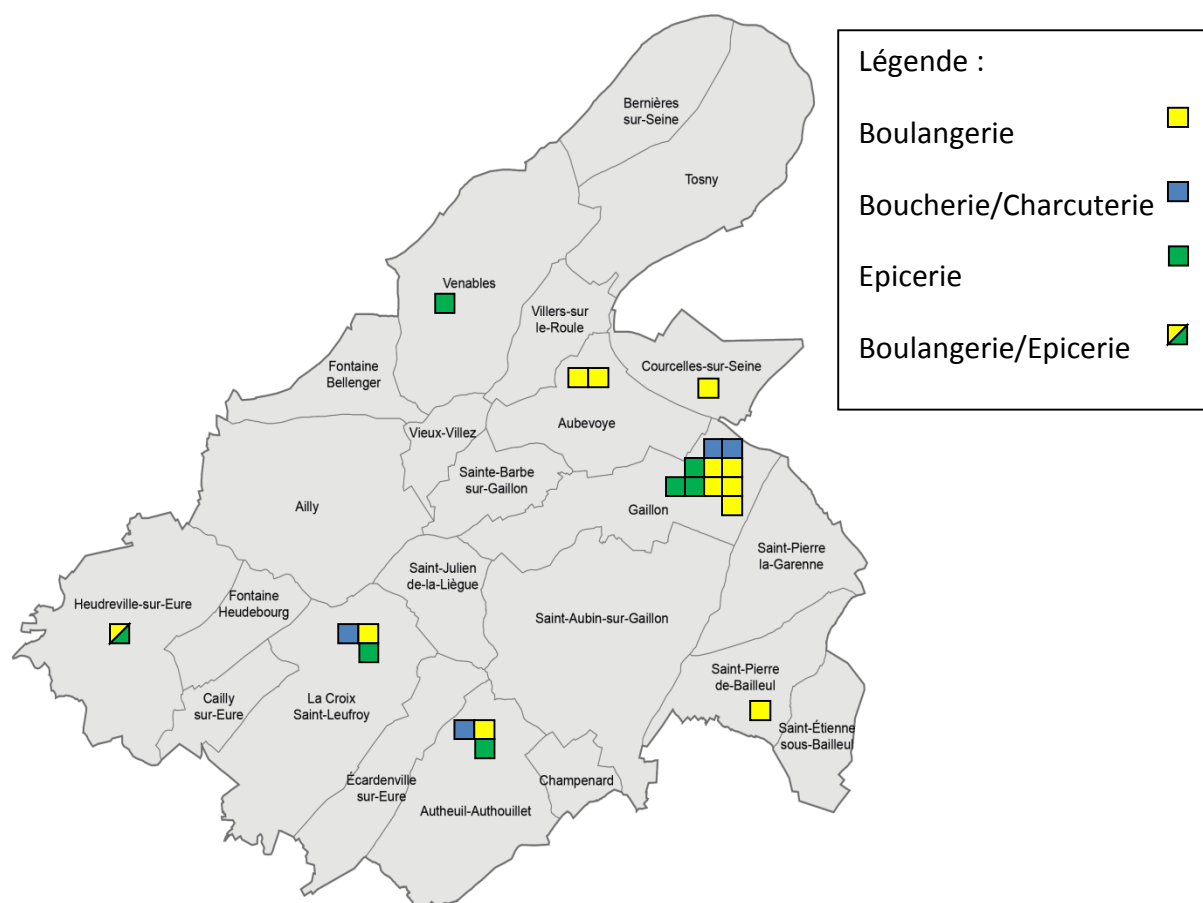 Légende :
Boulangerie
Boucherie/Charcuterie
Epicerie
Boulangerie/Epicerie
Bernières
sur-Seine
Tosny
Venables
Villers-sur
le-Roule
Fontaine
Bellenger
Courcelles-sur-Seine
Aubevoye
Vieux-Villez
Sainte-Barbe
sur-Gaillon
Ailly
Gaillon
Saint-Pierre
la-Garenne
Saint-Julien
de-la-Liègue
Heudreville-sur-Eure
Fontaine
Heudebourg
Saint-Aubin-sur-Gaillon
Saint-Pierre
de-Bailleul
Cailly
sur-Eure
La Croix
Saint-Leufroy
Saint-Étienne
sous-Bailleul
Écardenville
sur-Eure
Champenard
Autheuil-Authouillet